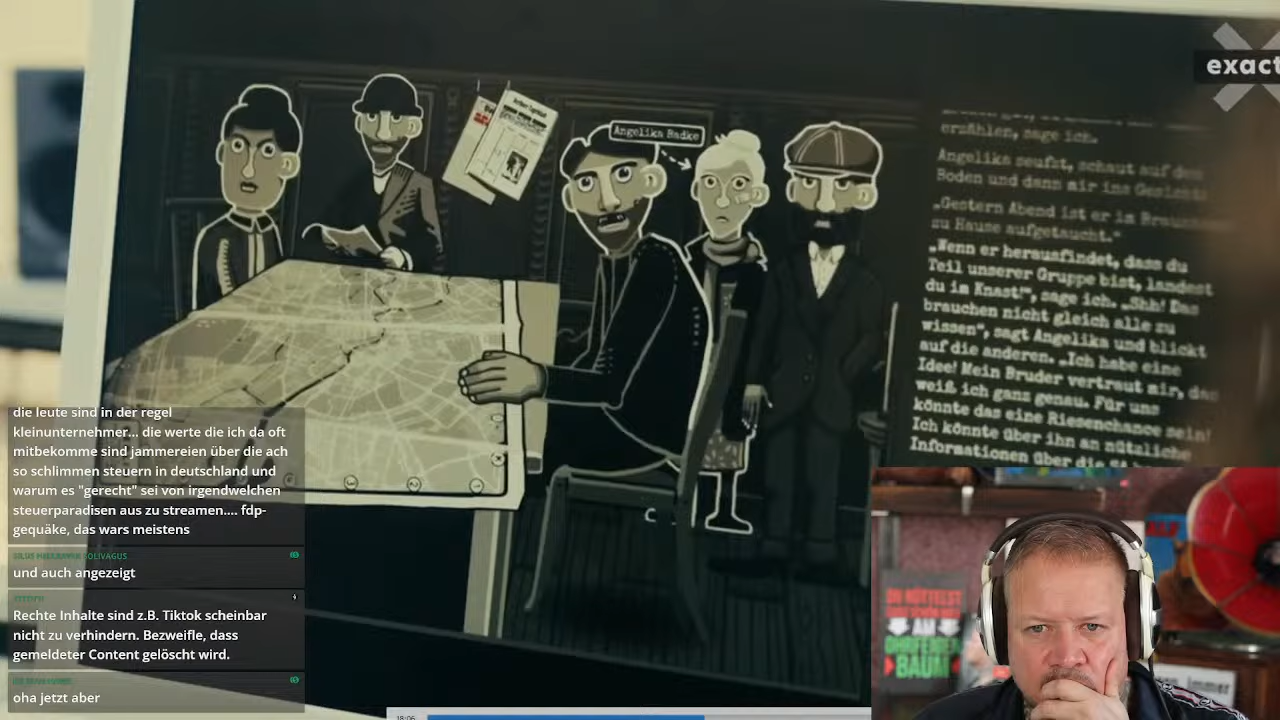 exact
Angelika Radke
erzählen, sage ich.
Angelika seufzt, schaut auf den
Boden und dann mir ins Gesicht.
„Gestern Abend ist er im
zu Hause aufgetaucht.“
„Wenn er herausfindet, dass du
Teil unserer Gruppe bist, landest
du im Knast!“, sage ich. „Shh! Das
brauchen nicht gleich alle zu
wissen“, sagt Angelika und blickt
auf die anderen. „Ich habe eine
Idee! Mein Bruder vertraut mir, das
weiß ich ganz genau. Für uns
könnte das eine Riesenchance sein!
Ich könnte über ihn an nützliche
Informationen über die SA
die leute sind in der regel
kleinunternehmer... die werte die ich da oft
mitbekomme sind jammereien über die ach
so schlimmen steuern in deutschland und
warum es "gerecht" sei von irgendwelchen
steuerparadisen aus zu streamen.... fdp-
gequäke, das wars meistens
und auch angezeigt
Rechte Inhalte sind z.B. Tiktok scheinbar
nicht zu verhindern. Bezweifle, dass
gemeldeter Content gelöscht wird.
oha jetzt aber
18:06
AM
BAUM